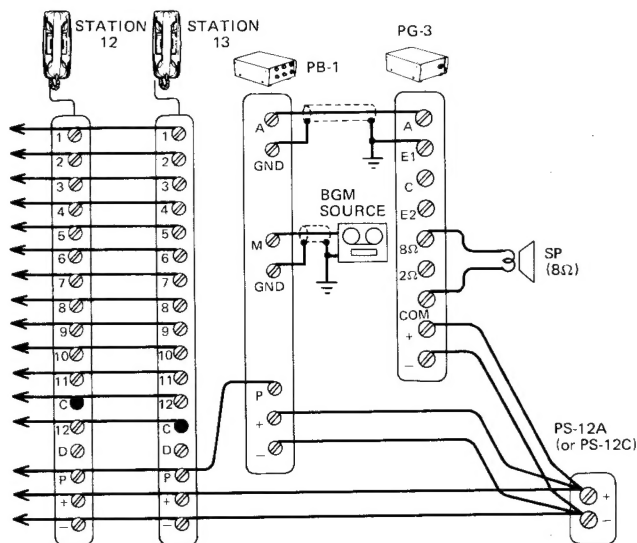 STATION
12
STATION
13
PB-1
PG-3
1
2
3
4
5
6
7
8
9
10
11
C
12
D
P
+
−
1
2
3
4
5
6
7
8
9
10
11
12
C
D
P
+
−
A
GND
M
GND
P
+
−
BGM
SOURCE
A
E1
C
E2
8Ω
2Ω
COM
+
−
SP
(8Ω)
PS-12A
(or PS-12C)
+
−